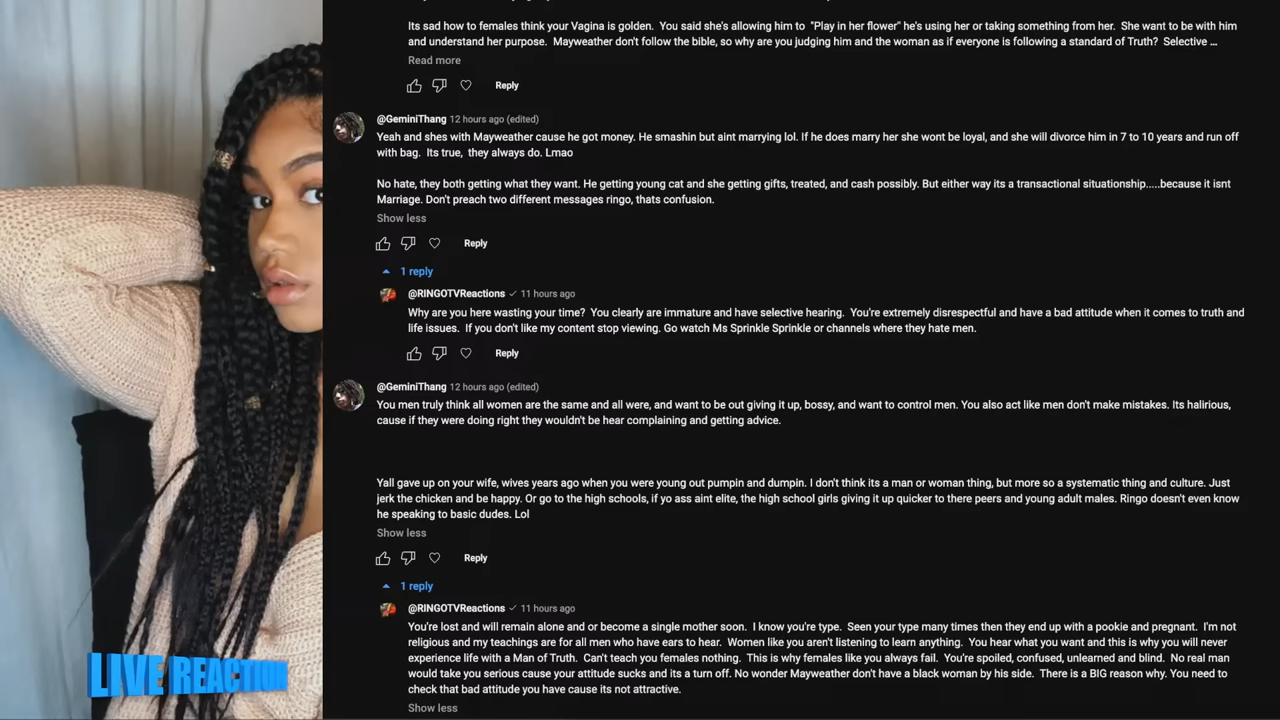 Its sad how to females think your Vagina is golden. You said she's allowing him to "Play in her flower" he's using her or taking something from her. She want to be with him
and understand her purpose. Mayweather don't follow the bible, so why are you judging him and the woman as if everyone is following a standard of Truth? Selective ...
Read more
Reply
@GeminiThang 12 hours ago (edited)
Yeah and shes with Mayweather cause he got money. He smashin but aint marrying lol. If he does marry her she wont be loyal, and she will divorce him in 7 to 10 years and run off
with bag. Its true, they always do. Lmao
No hate, they both getting what they want. He getting young cat and she getting gifts, treated, and cash possibly. But either way its a transactional situationship.....because it isnt
Marriage. Don't preach two different messages ringo, thats confusion.
Show less
Reply
1 reply
@RINGOTVReactions 11 hours ago
Why are you here wasting your time? You clearly are immature and have selective hearing. You're extremely disrespectful and have a bad attitude when it comes to truth and
life issues. If you don't like my content stop viewing. Go watch Ms Sprinkle Sprinkle or channels where they hate men.
Reply
@GeminiThang 12 hours ago (edited)
You men truly think all women are the same and all were, and want to be out giving it up, bossy, and want to control men. You also act like men don't make mistakes. Its halirious,
cause if they were doing right they wouldn't be hear complaining and getting advice.
Yall gave up on your wife, wives years ago when you were young out pumpin and dumpin. I don't think its a man or woman thing, but more so a systematic thing and culture. Just
jerk the chicken and be happy. Or go to the high schools, if yo ass aint elite, the high school girls giving it up quicker to there peers and young adult males. Ringo doesn't even know
he speaking to basic dudes. Lol
Show less
Reply
1 reply
@RINGOTVReactions 11 hours ago
You're lost and will remain alone and or become a single mother soon. I know you're type. Seen your type many times then they end up with a pookie and pregnant. I'm not
religious and my teachings are for all men who have ears to hear. Women like you aren't listening to learn anything. You hear what you want and this is why you will never
experience life with a Man of Truth. Can't teach you females nothing. This is why females like you always fail. You're spoiled, confused, unlearned and blind. No real man
would take you serious cause your attitude sucks and its a turn off. No wonder Mayweather don't have a black woman by his side. There is a BIG reason why. You need to
check that bad attitude you have cause its not attractive.
Show less
LIVE REACTION